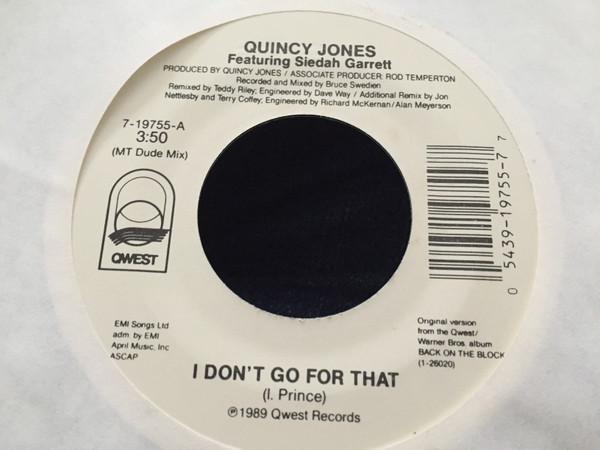 QUINCY JONES
Featuring Siedah Garrett
PRODUCED BY QUINCY JONES / ASSOCIATE PRODUCER: ROD TEMPERTON
Recorded and Mixed by Bruce Swedien
Remixed by Teddy Riley; Engineered by Dave Way / Additional Remix by Jon
Nettlesby and Terry Coffey; Engineered by Richard McKernan/Alan Meyerson
7-19755-A
3:50
(MT Dude Mix)
QWEST
0 5439-19755-7 7
EMI Songs Ltd
adm by EMI
April Music, Inc
ASCAP
Original version
from the Qwest/
Warner Bros. album
BACK ON THE BLOCK
(1-26020)
I DON'T GO FOR THAT
(I. Prince)
℗1989 Qwest Records